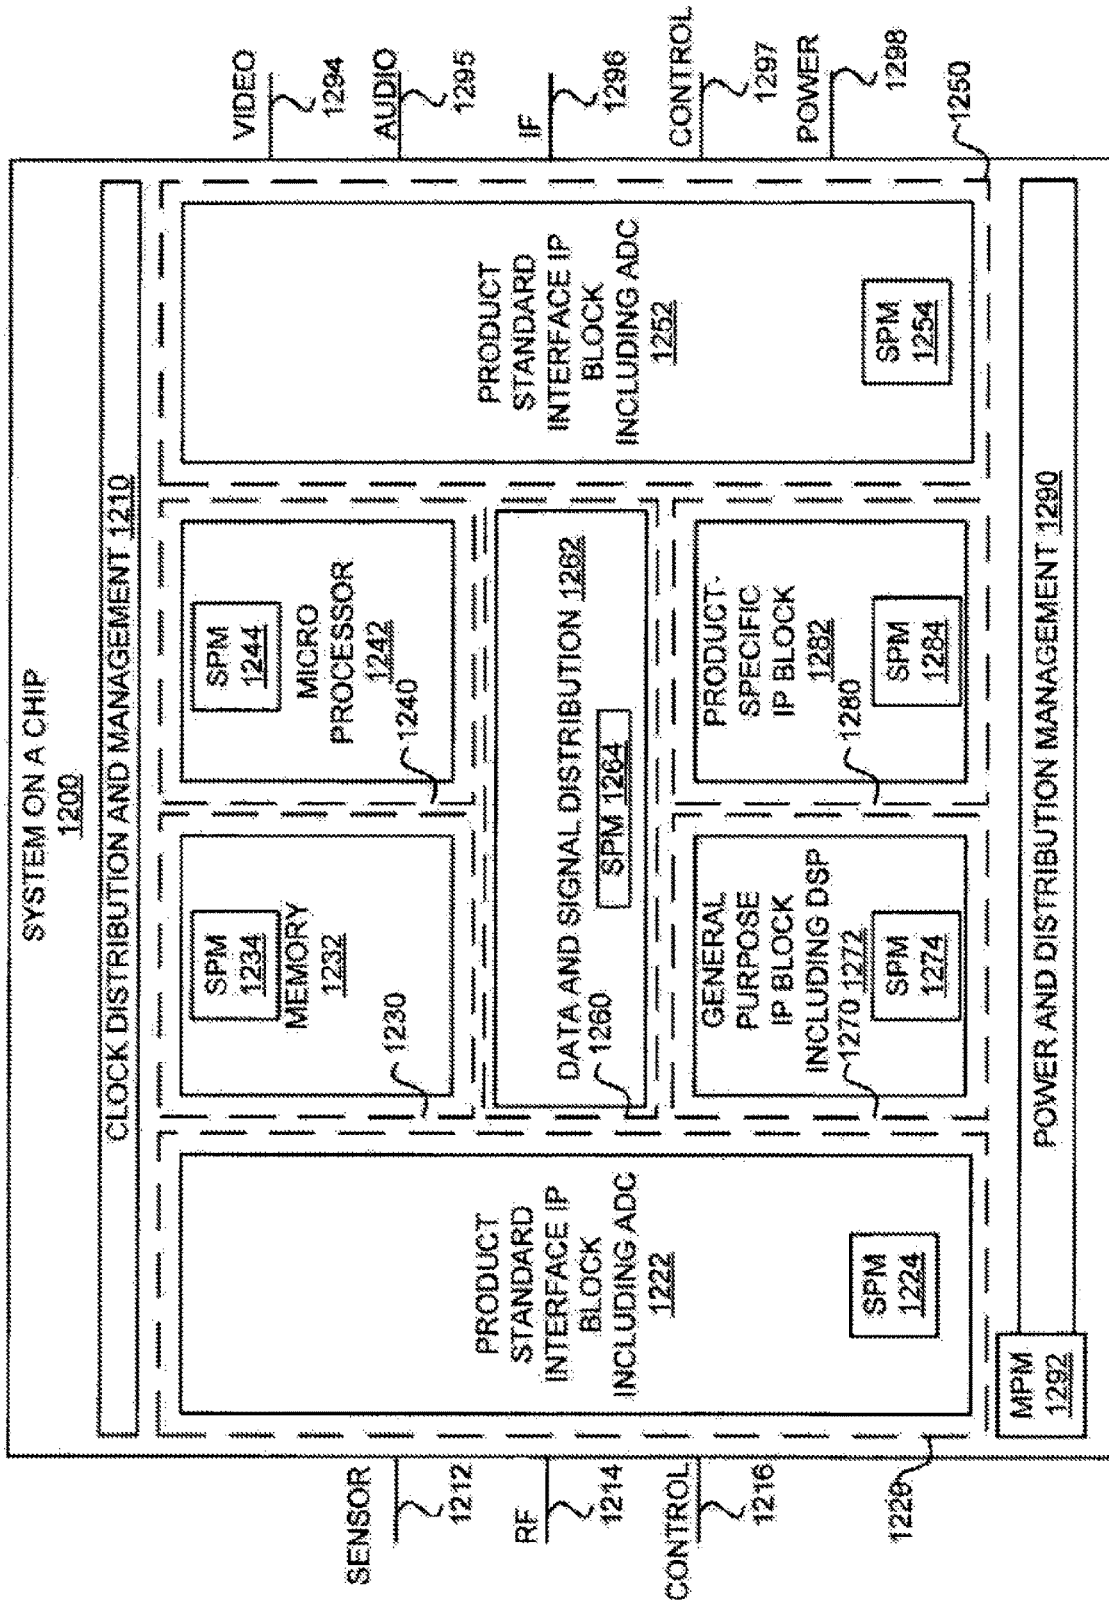 SYSTEM ON A CHIP
1200
CLOCK DISTRIBUTION AND MANAGEMENT 1210
SENSOR
1212
RF
1214
CONTROL
1216
1229
PRODUCT
STANDARD
INTERFACE IP
BLOCK
INCLUDING ADC
1222
SPM
1224
SPM
1234
MEMORY
1232
1230
SPM
1244
MICRO
PROCESSOR
1242
1240
DATA AND SIGNAL DISTRIBUTION 1262
SPM 1264
1260
GENERAL
PURPOSE
IP BLOCK
INCLUDING DSP
1270 1272
SPM
1274
PRODUCT-
SPECIFIC
IP BLOCK
1282
1280
SPM
1284
PRODUCT
STANDARD
INTERFACE IP
BLOCK
INCLUDING ADC
1252
SPM
1254
VIDEO
1294
AUDIO
1295
IF
1296
CONTROL
1297
POWER
1298
1250
MPM
1292
POWER AND DISTRIBUTION MANAGEMENT 1290